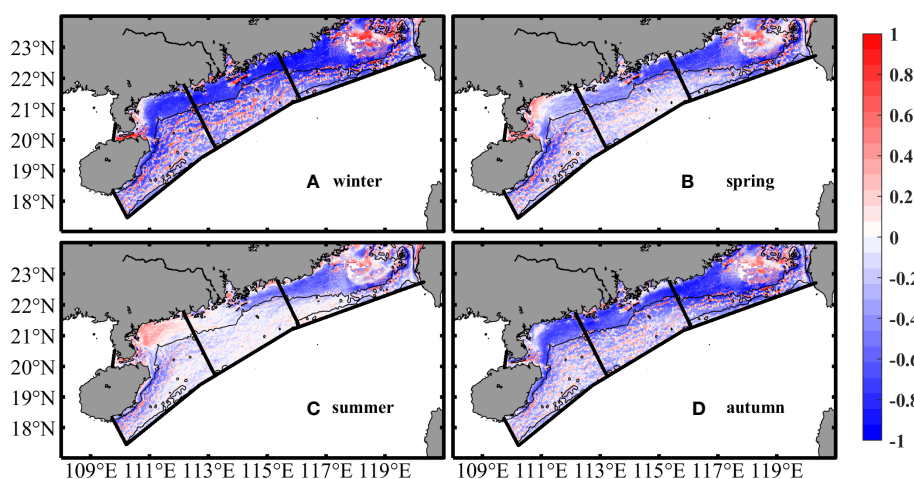 23°N
22°N
21°N
20°N
19°N
18°N
A winter
B spring
1
0.8
0.6
0.4
0.2
0
-0.2
-0.4
-0.6
-0.8
-1
23°N
22°N
21°N
20°N
19°N
18°N
C summer
D autumn
109°E 111°E 113°E 115°E 117°E 119°E
109°E 111°E 113°E 115°E 117°E 119°E